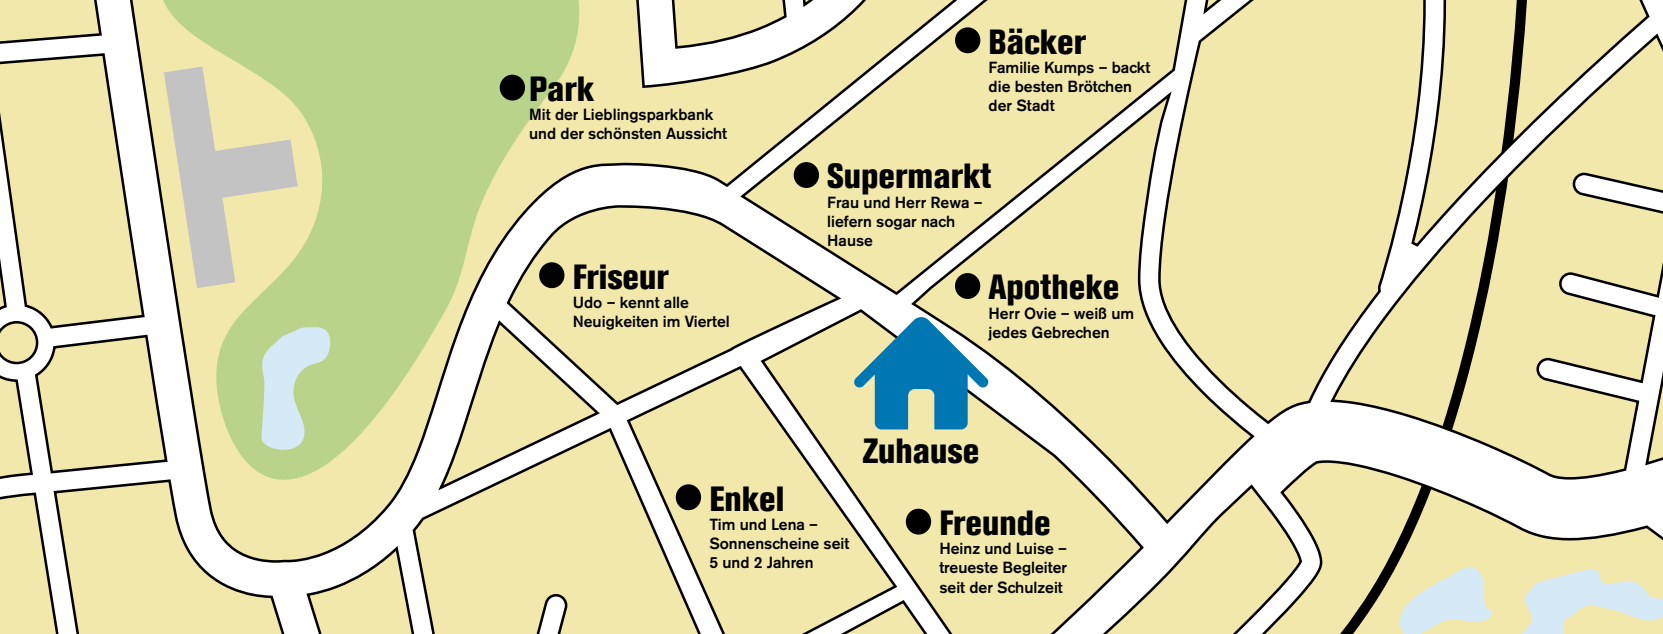 Bäcker
Familie Kumps – backt
die besten Brötchen
der Stadt
Park
Mit der Lieblingsparkbank
und der schönsten Aussicht
Supermarkt
Frau und Herr Rewa –
liefern sogar nach
Hause
Friseur
Udo – kennt alle
Neuigkeiten im Viertel
Apotheke
Herr Ovie – weiß um
jedes Gebrechen
Zuhause
Enkel
Tim und Lena –
Sonnenscheine seit
5 und 2 Jahren
Freunde
Heinz und Luise –
treueste Begleiter
seit der Schulzeit